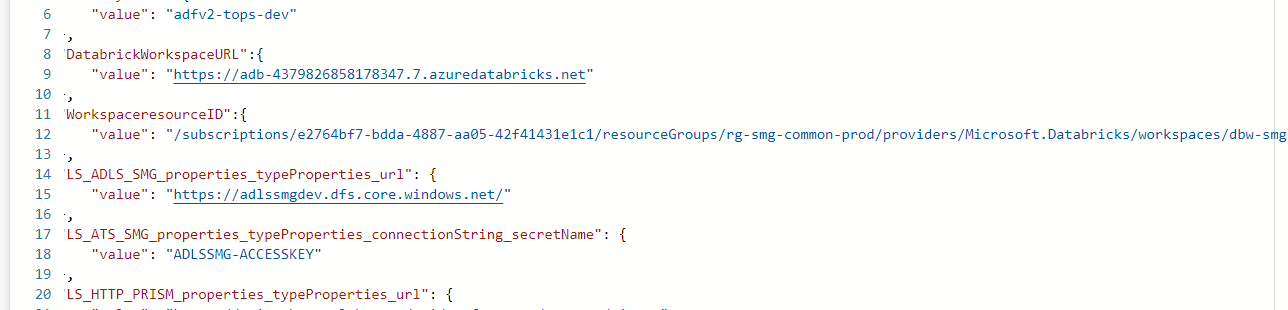 6 "value": "adfv2-tops-dev"
7 },
8 "DatabrickWorkspaceURL":{
9 "value": "https://adb-4379826858178347.7.azuredatabricks.net"
10 },
11 "WorkspaceresourceID":{
12 "value": "/subscriptions/e2764bf7-bdda-4887-aa05-42f41431e1c1/resourceGroups/rg-smg-common-prod/providers/Microsoft.Databricks/workspaces/dbw-smg
13 },
14 "LS_ADLS_SMG_properties_typeProperties_url": {
15 "value": "https://adlssmgdev.dfs.core.windows.net/"
16 },
17 "LS_ATS_SMG_properties_typeProperties_connectionString_secretName": {
18 "value": "ADLSSMG-ACCESSKEY"
19 },
20 "LS_HTTP_PRISM_properties_typeProperties_url": {